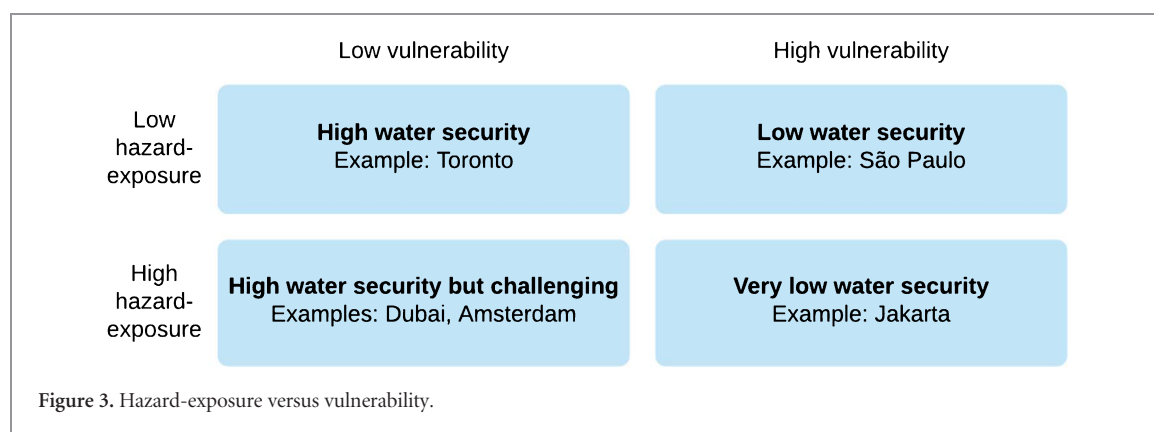 Low vulnerability
High vulnerability
Low
hazard-
exposure
High water security
Example: Toronto
Low water security
Example: São Paulo
High
hazard-
exposure
High water security but challenging
Examples: Dubai, Amsterdam
Very low water security
Example: Jakarta
Figure 3. Hazard-exposure versus vulnerability.